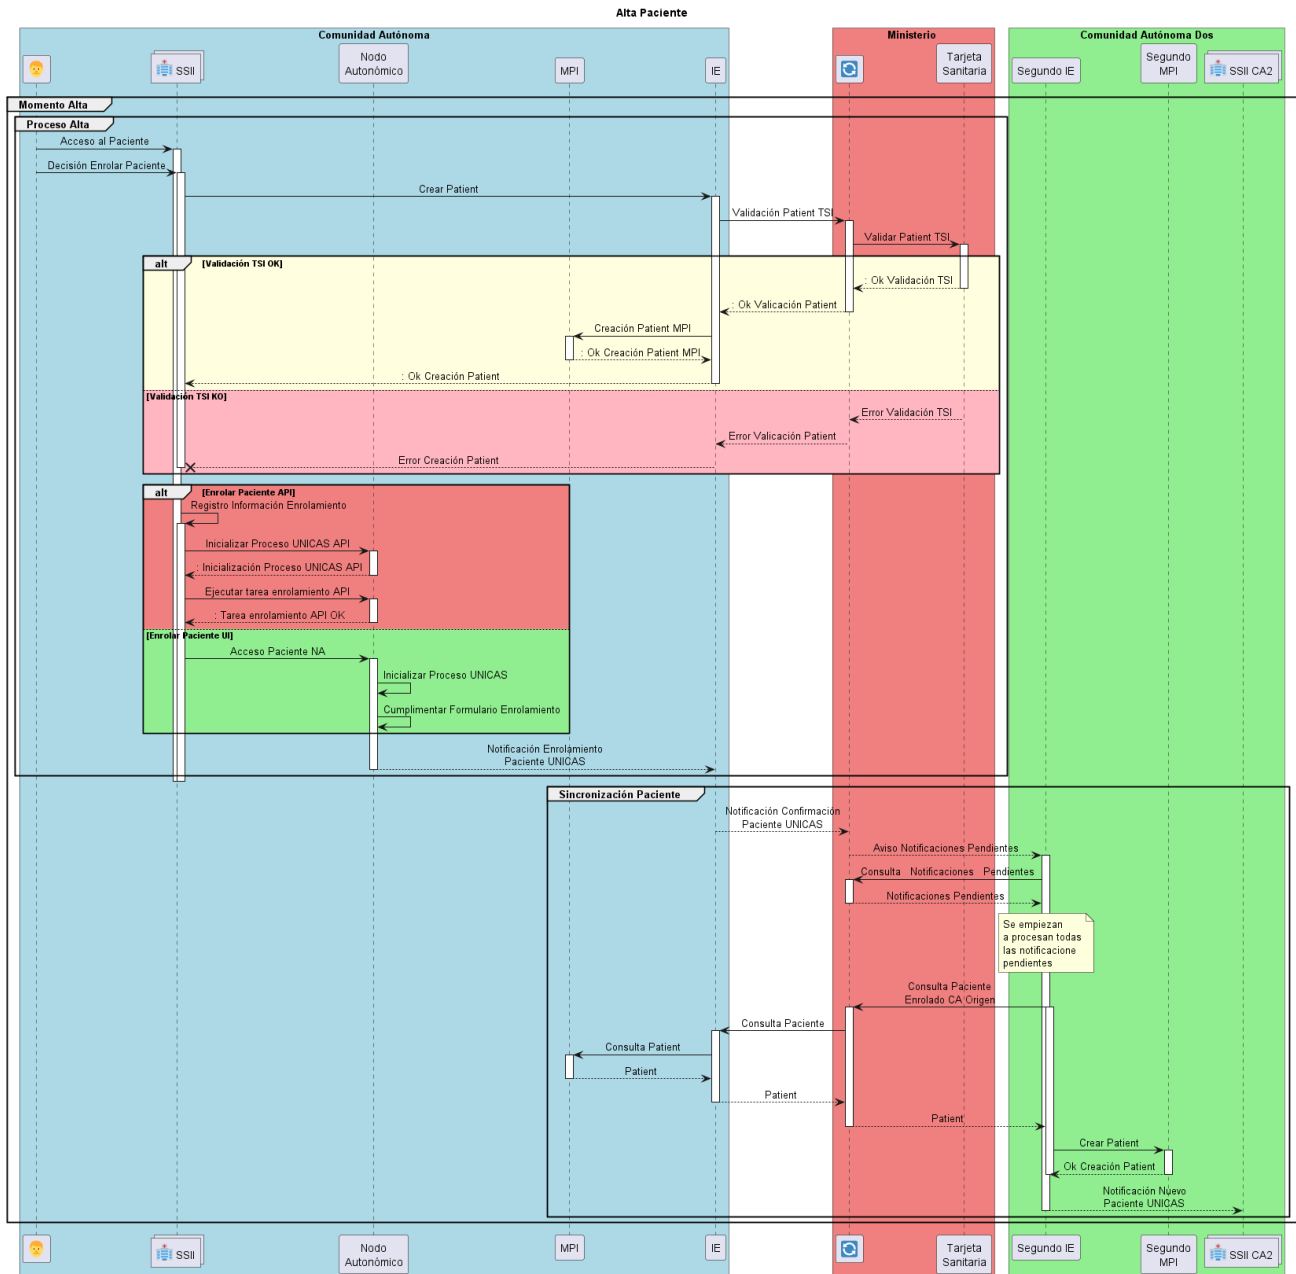 Alta Paciente
Comunidad Autónoma
Ministerio
Comunidad Autónoma Dos
SSII
Nodo
Autonómico
MPI
IE
Tarjeta
Sanitaria
Segundo IE
Segundo
MPI
SSII CA2
Momento Alta
Proceso Alta
Acceso al Paciente
Decisión Enrolar Paciente
Crear Patient
Validación Patient TSI
Validar Patient TSI
alt
[Validación TSI OK]
: Ok Validación TSI
: Ok Valicación Patient
Creación Patient MPI
: Ok Creación Patient MPI
: Ok Creación Patient
[Validación TSI KO]
Error Validación TSI
Error Valicación Patient
Error Creación Patient
alt
[Enrolar Paciente API]
Registro Información Enrolamiento
Inicializar Proceso UNICAS API
: Inicialización Proceso UNICAS API
Ejecutar tarea enrolamiento API
: Tarea enrolamiento API OK
[Enrolar Paciente UI]
Acceso Paciente NA
Inicializar Proceso UNICAS
Cumplimentar Formulario Enrolamiento
Notificación Enrolamiento
Paciente UNICAS
Sincronización Paciente
Notificación Confirmación
Paciente UNICAS
Aviso Notificaciones Pendientes
Consulta Notificaciones Pendientes
Notificaciones Pendientes
Se empiezan
a procesan todas
las notificacione
pendientes
Consulta Paciente
Enrolado CA Origen
Consulta Paciente
Consulta Patient
Patient
Patient
Patient
Crear Patient
Ok Creación Patient
Notificación Nuevo
Paciente UNICAS
SSII
Nodo
Autonómico
MPI
IE
Tarjeta
Sanitaria
Segundo IE
Segundo
MPI
SSII CA2